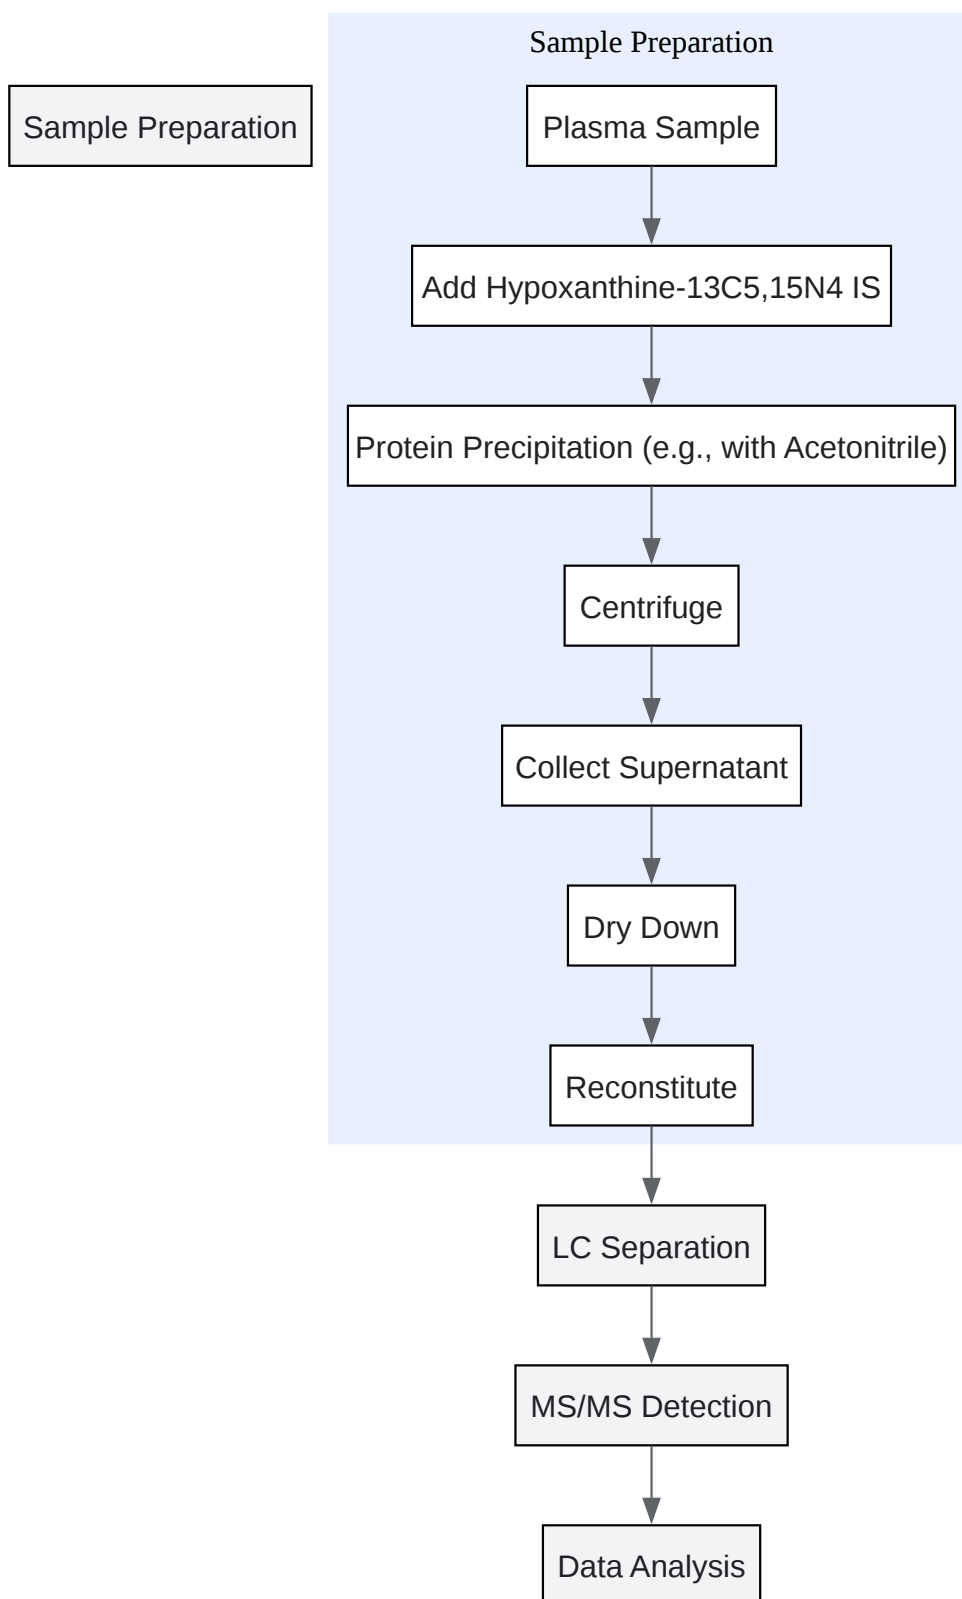 Sample Preparation
Sample Preparation
Plasma Sample
Add Hypoxanthine-13C5,15N4 IS
Protein Precipitation (e.g., with Acetonitrile)
Centrifuge
Collect Supernatant
Dry Down
Reconstitute
LC Separation
MS/MS Detection
Data Analysis